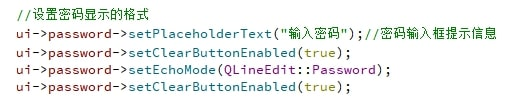 //设置密码显示的格式
ui->password->setPlaceholderText("输入密码");//密码输入框提示信息
ui->password->setClearButtonEnabled(true);
ui->password->setEchoMode(QLineEdit::Password);
ui->password->setClearButtonEnabled(true);